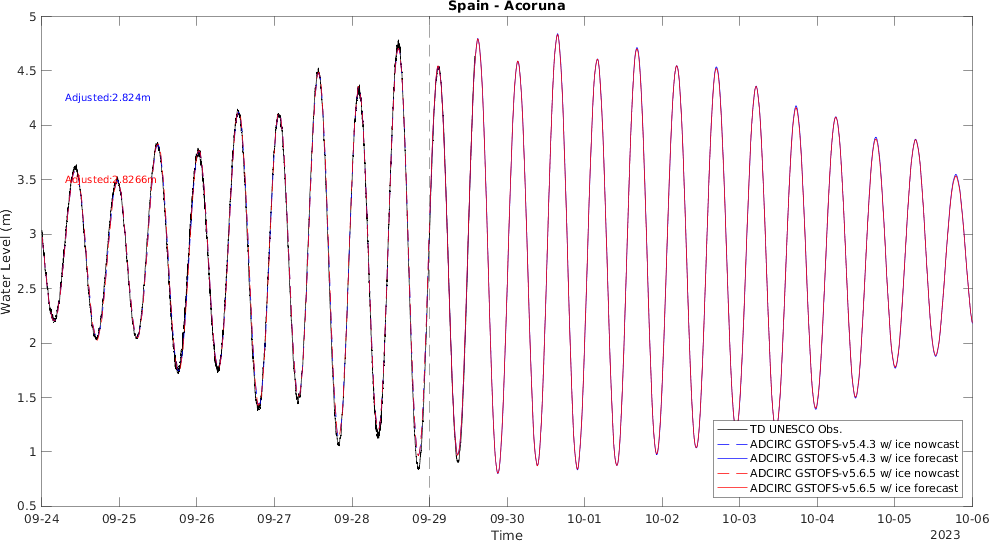 Spain - Acoruna
5
4.5
4
3.5
3
2.5
2
1.5
1
0.5
Water Level (m)
Adjusted:2.824m
Adjusted:2.8266m
TD UNESCO Obs.
ADCIRC GSTOFS-v5.4.3 w/ ice nowcast
ADCIRC GSTOFS-v5.4.3 w/ ice forecast
ADCIRC GSTOFS-v5.6.5 w/ ice nowcast
ADCIRC GSTOFS-v5.6.5 w/ ice forecast
09-24 09-25 09-26 09-27 09-28 09-29 09-30 10-01 10-02 10-03 10-04 10-05 10-06
Time
2023